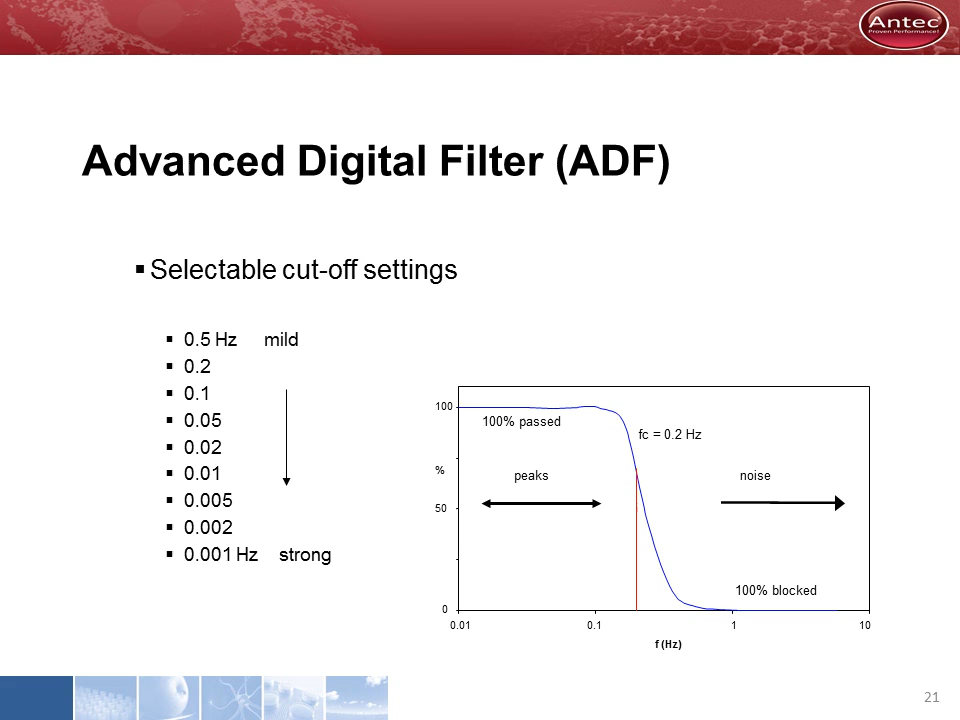 Antec
Proven Performance!
Advanced Digital Filter (ADF)
Selectable cut-off settings
0.5 Hz mild
0.2
0.1
0.05
0.02
0.01
0.005
0.002
0.001 Hz strong
100
100% passed
fc = 0.2 Hz
%
peaks
noise
50
100% blocked
0
0.01 0.1 1 10
f (Hz)
21